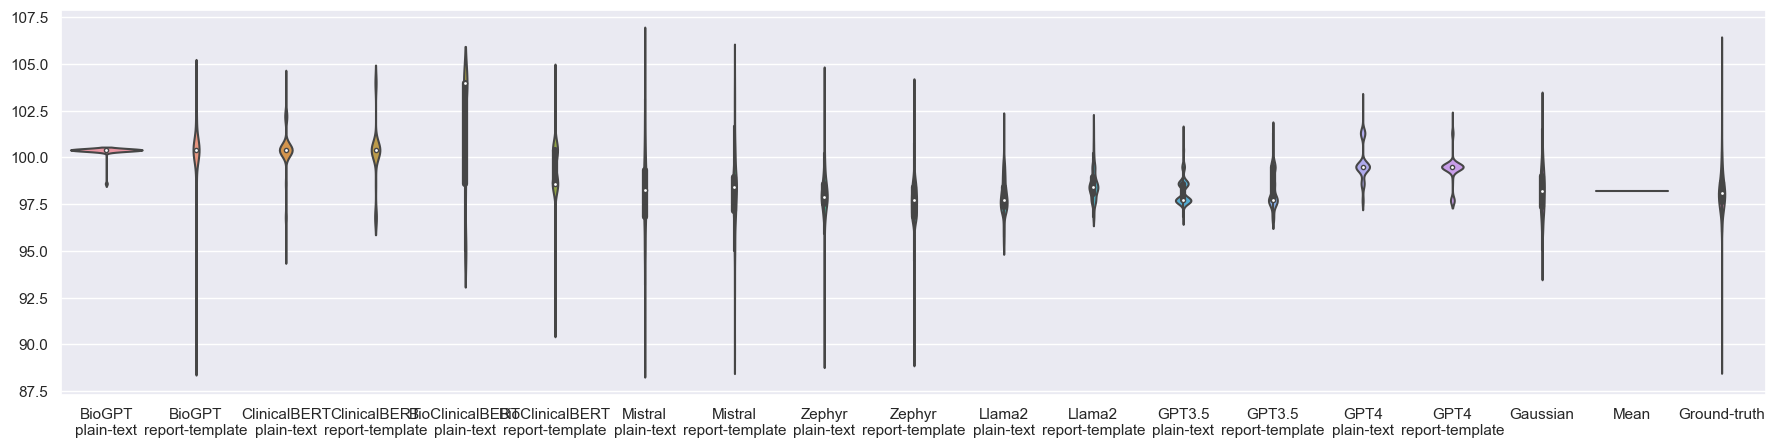 107.5
105.0
102.5
100.0
97.5
95.0
92.5
90.0
87.5
BioGPT
plain-text
BioGPT
report-template
ClinicalBERT
plain-text
ClinicalBERT
report-template
BioClinicalBERT
plain-text
BioClinicalBERT
report-template
Mistral
plain-text
Mistral
report-template
Zephyr
plain-text
Zephyr
report-template
Llama2
plain-text
Llama2
report-template
GPT3.5
plain-text
GPT3.5
report-template
GPT4
plain-text
GPT4
report-template
Gaussian
Mean
Ground-truth